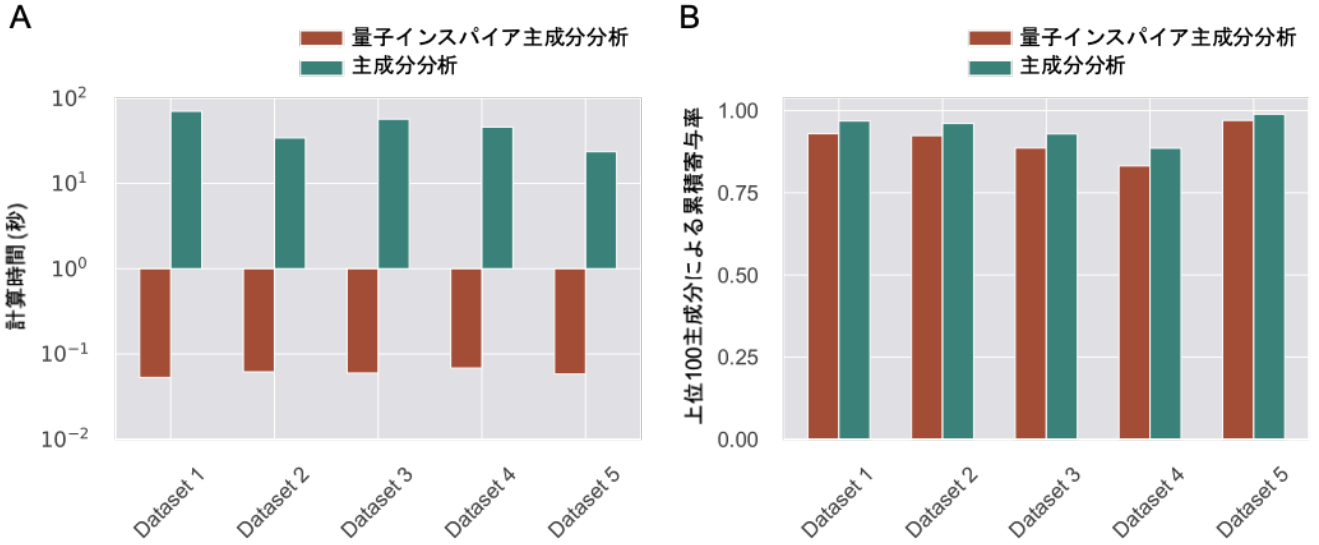 A
量子インスパイア主成分分析
主成分分析
計算時間 (秒)
10²
10¹
10⁰
10⁻¹
10⁻²
Dataset 1
Dataset 2
Dataset 3
Dataset 4
Dataset 5
B
量子インスパイア主成分分析
主成分分析
上位100主成分による累積寄与率
1.00
0.75
0.50
0.25
0.00
Dataset 1
Dataset 2
Dataset 3
Dataset 4
Dataset 5